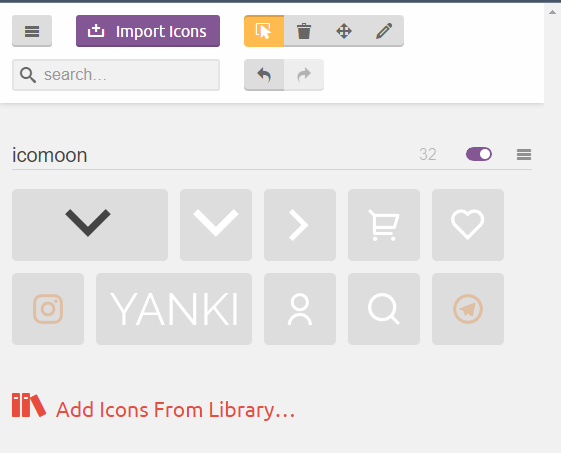 Import Icons
search...
icomoon
32
YANKI
Add Icons From Library...